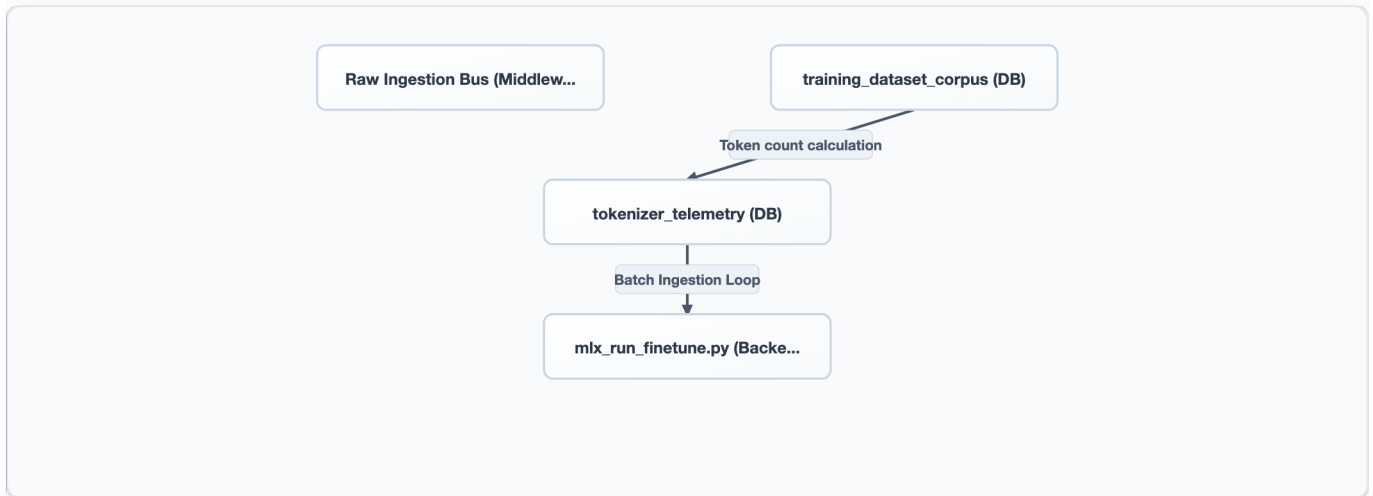 Raw Ingestion Bus (Middlew...
training_dataset_corpus (DB)
Token count calculation
tokenizer_telemetry (DB)
Batch Ingestion Loop
mlx_run_finetune.py (Backe...